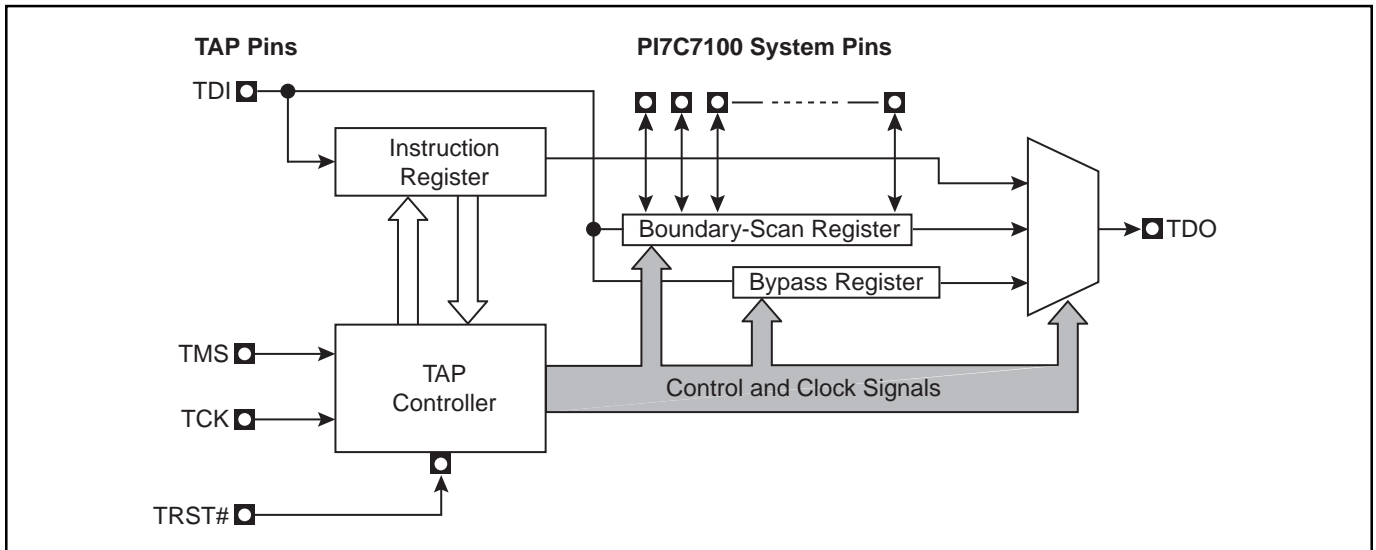 TAP Pins
PI7C7100 System Pins
TDI
Instruction
Register
Boundary-Scan Register
TDO
Bypass Register
TMS
TAP
Controller
Control and Clock Signals
TCK
TRST#